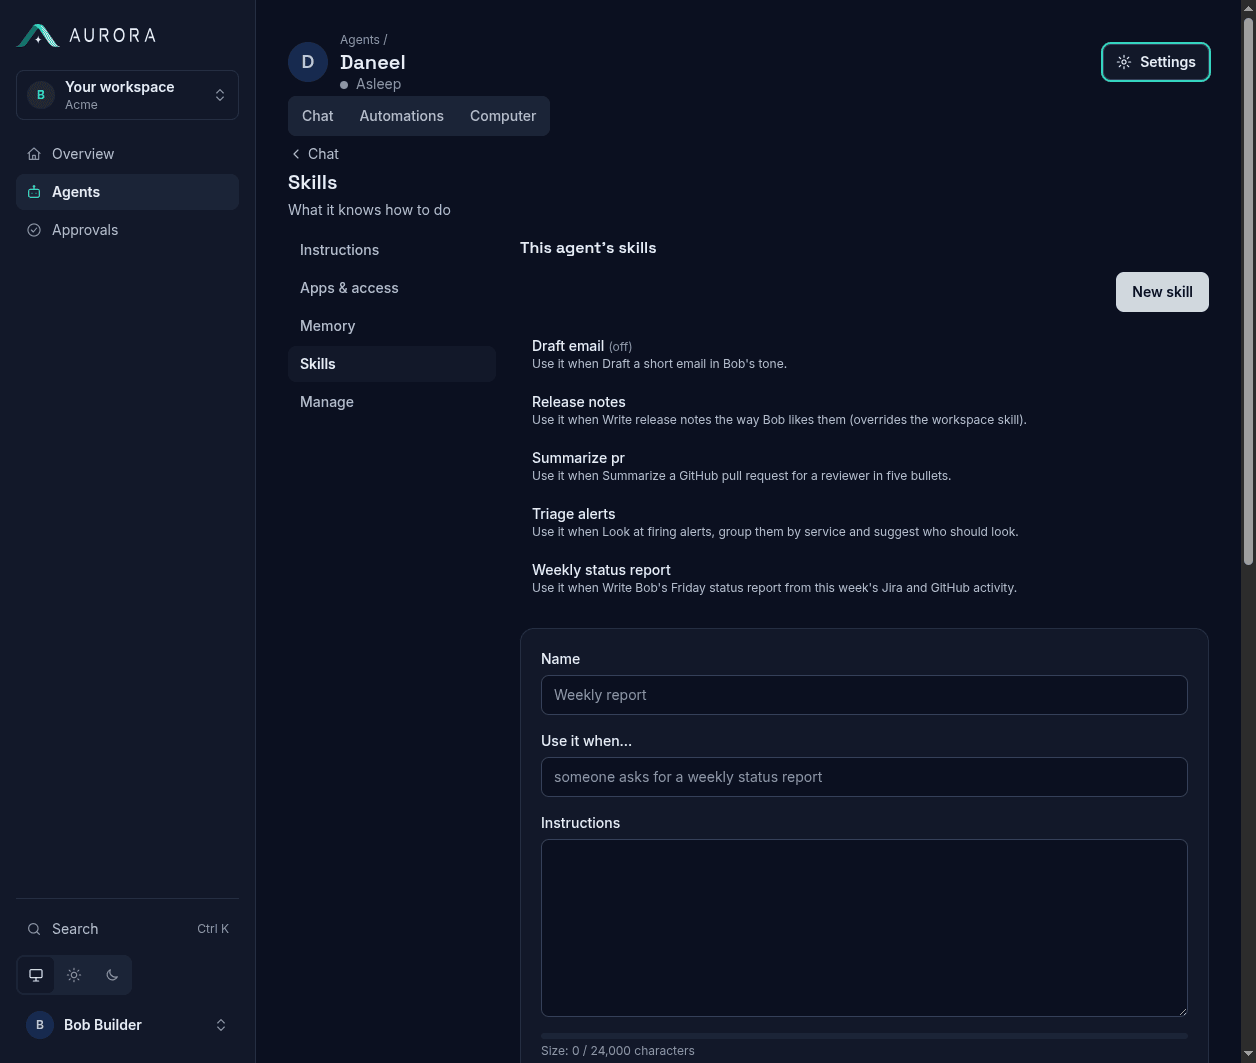 AURORA
B
Your workspace
Acme
Overview
Agents
Approvals
Search
Ctrl K
B
Bob Builder
D
Agents /
Daneel
Asleep
Settings
Chat
Automations
Computer
Chat
Skills
What it knows how to do
Instructions
Apps & access
Memory
Skills
Manage
This agent's skills
New skill
Draft email (off)
Use it when Draft a short email in Bob's tone.
Release notes
Use it when Write release notes the way Bob likes them (overrides the workspace skill).
Summarize pr
Use it when Summarize a GitHub pull request for a reviewer in five bullets.
Triage alerts
Use it when Look at firing alerts, group them by service and suggest who should look.
Weekly status report
Use it when Write Bob's Friday status report from this week's Jira and GitHub activity.
Name
Weekly report
Use it when...
someone asks for a weekly status report
Instructions
Size: 0 / 24,000 characters